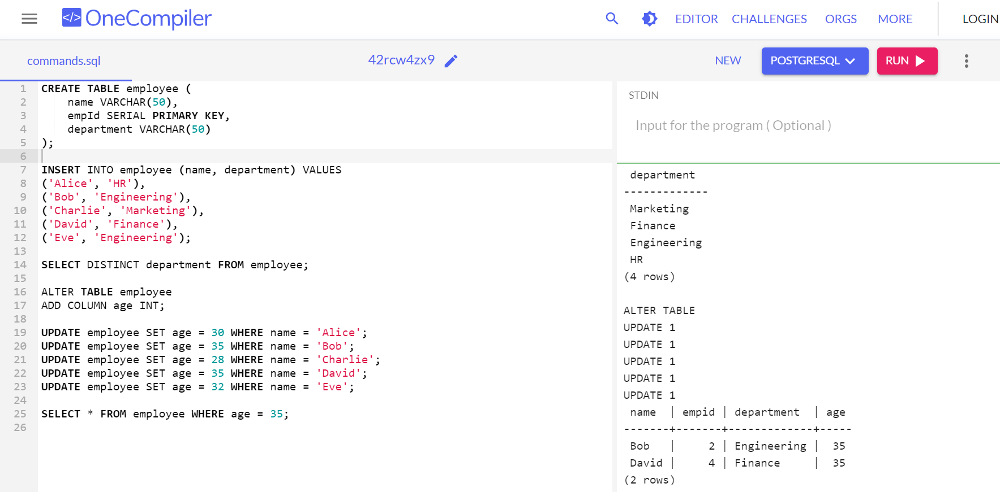 </> OneCompiler
EDITOR CHALLENGES ORGS MORE LOGIN
commands.sql
42rcw4zx9
NEW POSTGRESQL RUN
1 CREATE TABLE employee (
2     name VARCHAR(50),
3     empId SERIAL PRIMARY KEY,
4     department VARCHAR(50)
5 );
6
7 INSERT INTO employee (name, department) VALUES
8 ('Alice', 'HR'),
9 ('Bob', 'Engineering'),
10 ('Charlie', 'Marketing'),
11 ('David', 'Finance'),
12 ('Eve', 'Engineering');
13
14 SELECT DISTINCT department FROM employee;
15
16 ALTER TABLE employee
17 ADD COLUMN age INT;
18
19 UPDATE employee SET age = 30 WHERE name = 'Alice';
20 UPDATE employee SET age = 35 WHERE name = 'Bob';
21 UPDATE employee SET age = 28 WHERE name = 'Charlie';
22 UPDATE employee SET age = 35 WHERE name = 'David';
23 UPDATE employee SET age = 32 WHERE name = 'Eve';
24
25 SELECT * FROM employee WHERE age = 35;
26
STDIN
Input for the program ( Optional )
 department
-------------
 Marketing
 Finance
 Engineering
 HR
(4 rows)

ALTER TABLE
UPDATE 1
UPDATE 1
UPDATE 1
UPDATE 1
UPDATE 1
 name  | empid | department  | age
-------+-------+-------------+-----
 Bob   |     2 | Engineering |  35
 David |     4 | Finance     |  35
(2 rows)